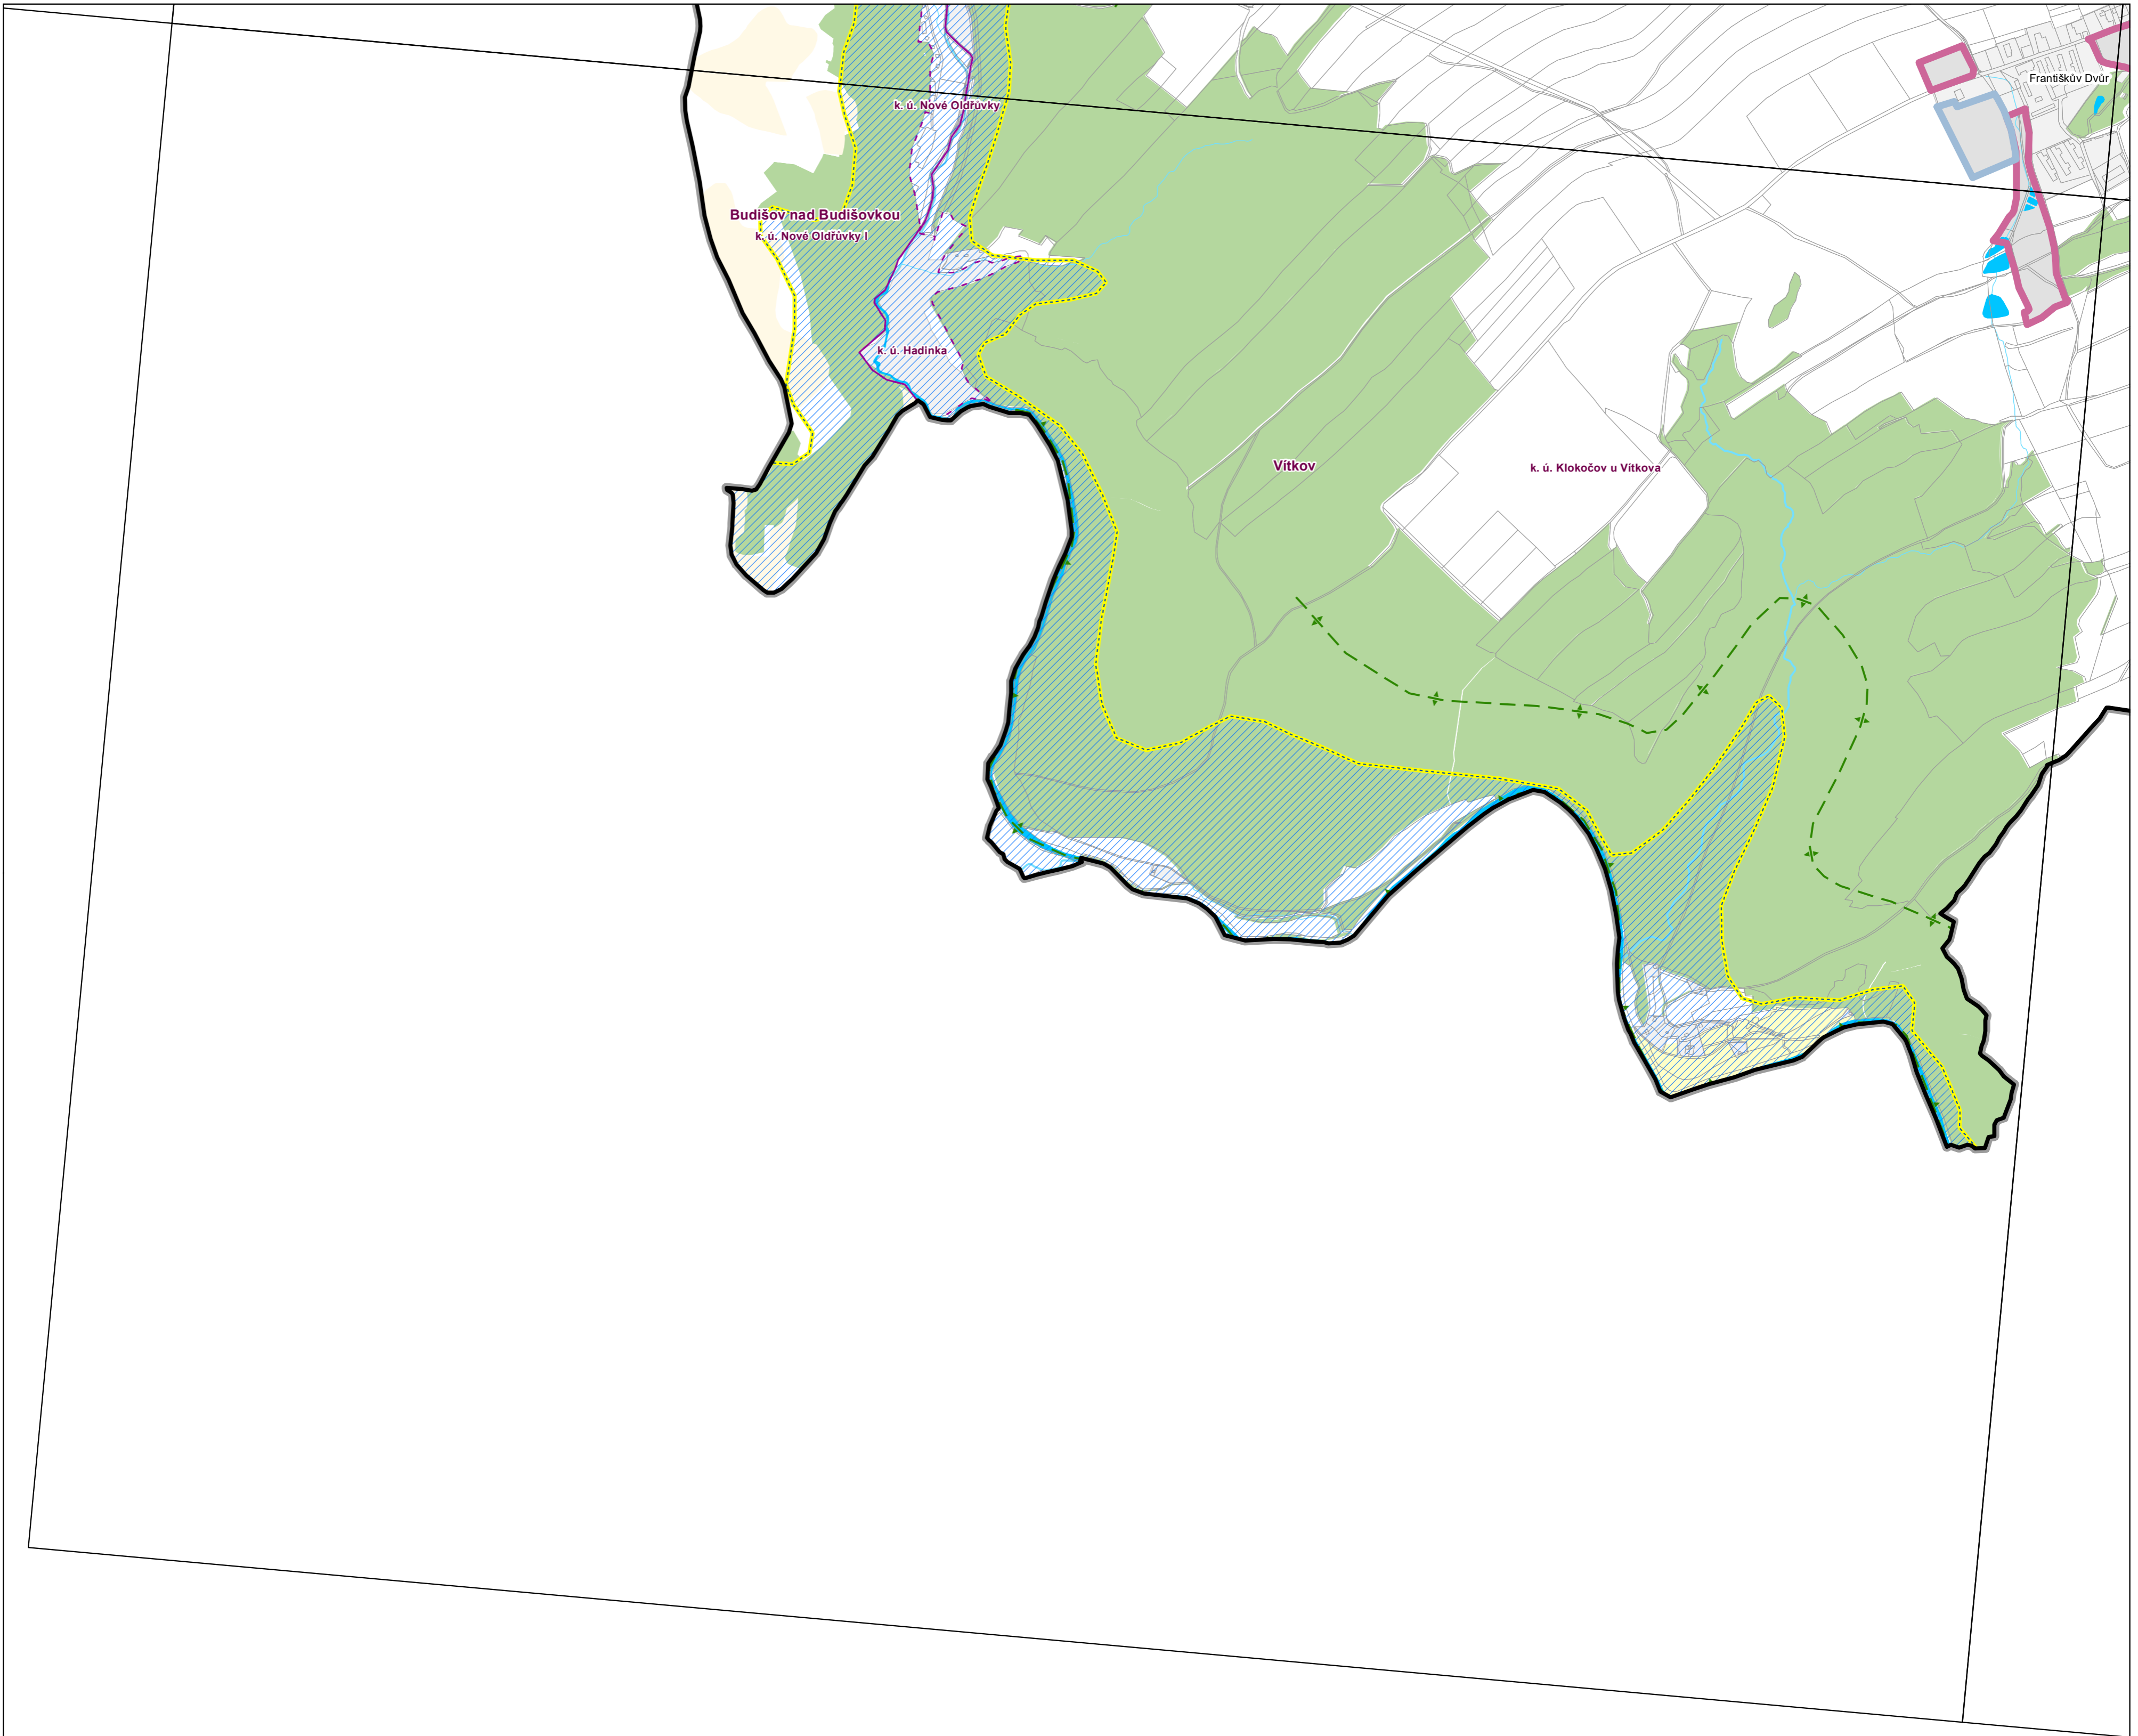 Františkův Dvůr
k. ú. Nové Oldřůvky
Budišov nad Budišovkou
k. ú. Nové Oldřůvky I
k. ú. Hadinka
Vítkov
k. ú. Klokočov u Vítkova